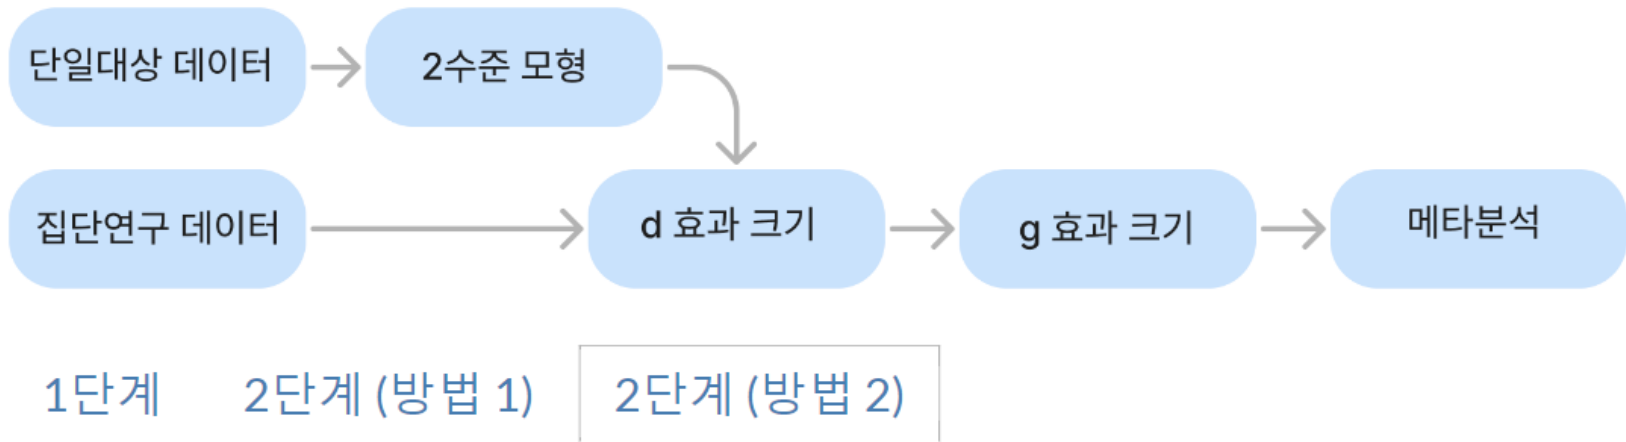 단일대상 데이터
2수준 모형
집단연구 데이터
d 효과 크기
g 효과 크기
메타분석
1단계
2단계 (방법 1)
2단계 (방법 2)